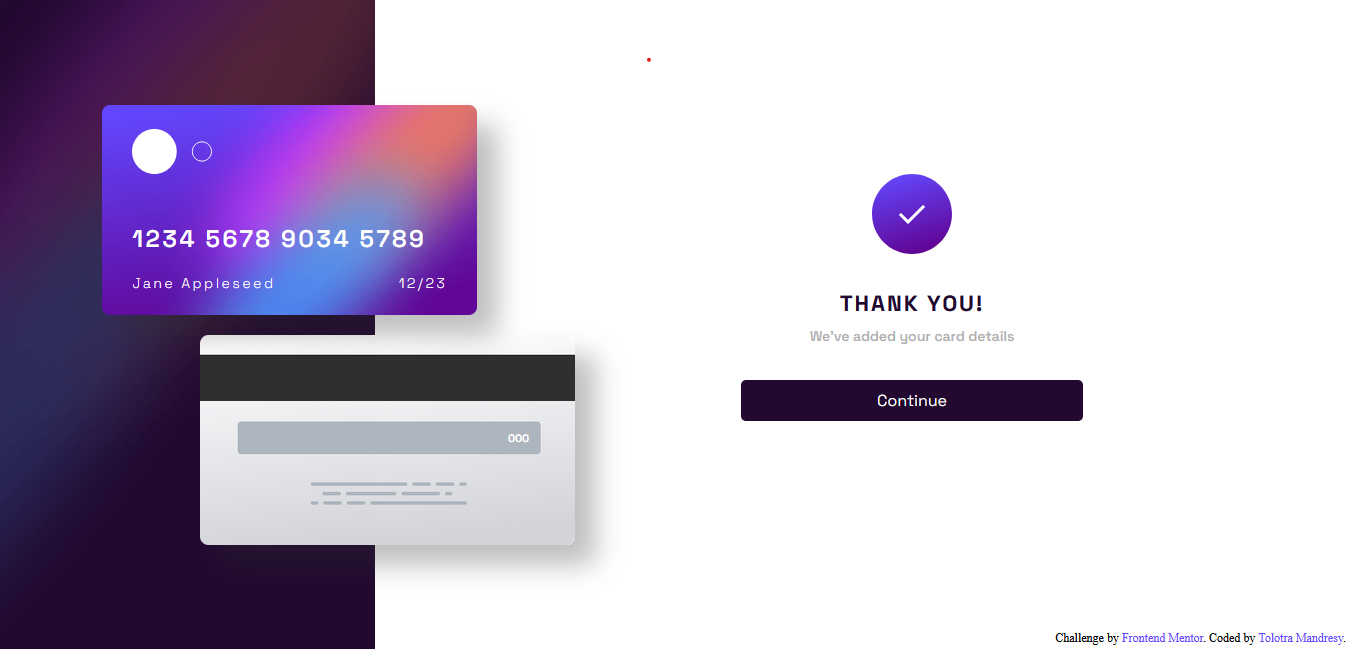 1234 5678 9034 5789
Jane Appleseed 12/23
000
THANK YOU!
We've added your card details
Continue
Challenge by Frontend Mentor. Coded by Tolotra Mandresy.